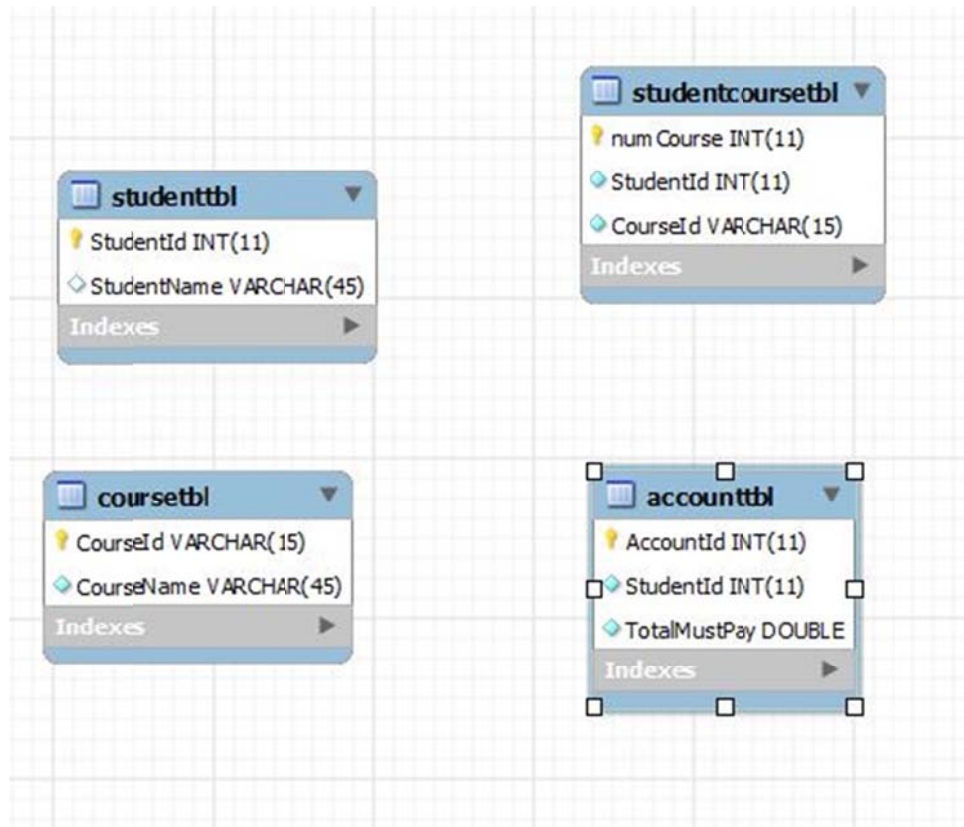 studenttbl
StudentId INT(11)
StudentName VARCHAR(45)
Indexes
studentcoursetbl
num Course INT(11)
StudentId INT(11)
CourseId VARCHAR(15)
Indexes
coursetbl
CourseId VARCHAR(15)
CourseName VARCHAR(45)
Indexes
accounttbl
AccountId INT(11)
StudentId INT(11)
TotalMustPay DOUBLE
Indexes